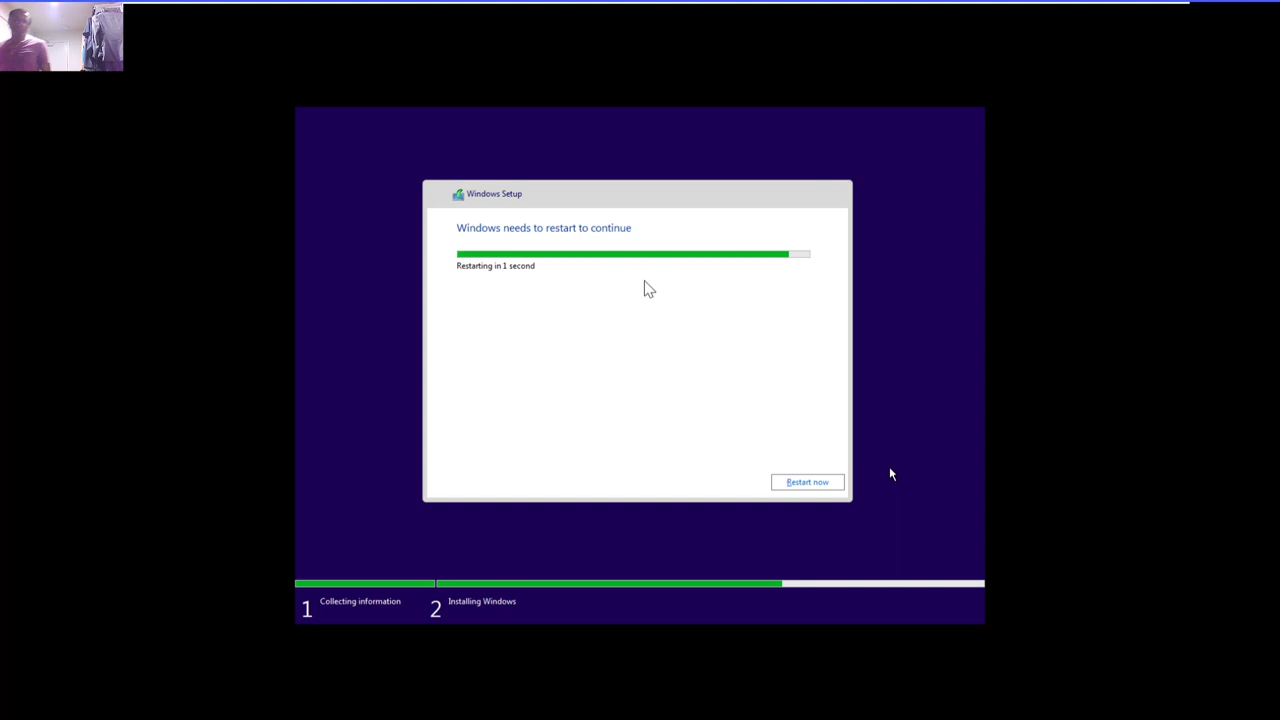 Windows Setup
Windows needs to restart to continue
Restarting in 1 second
Restart now
1 Collecting information
2 Installing Windows